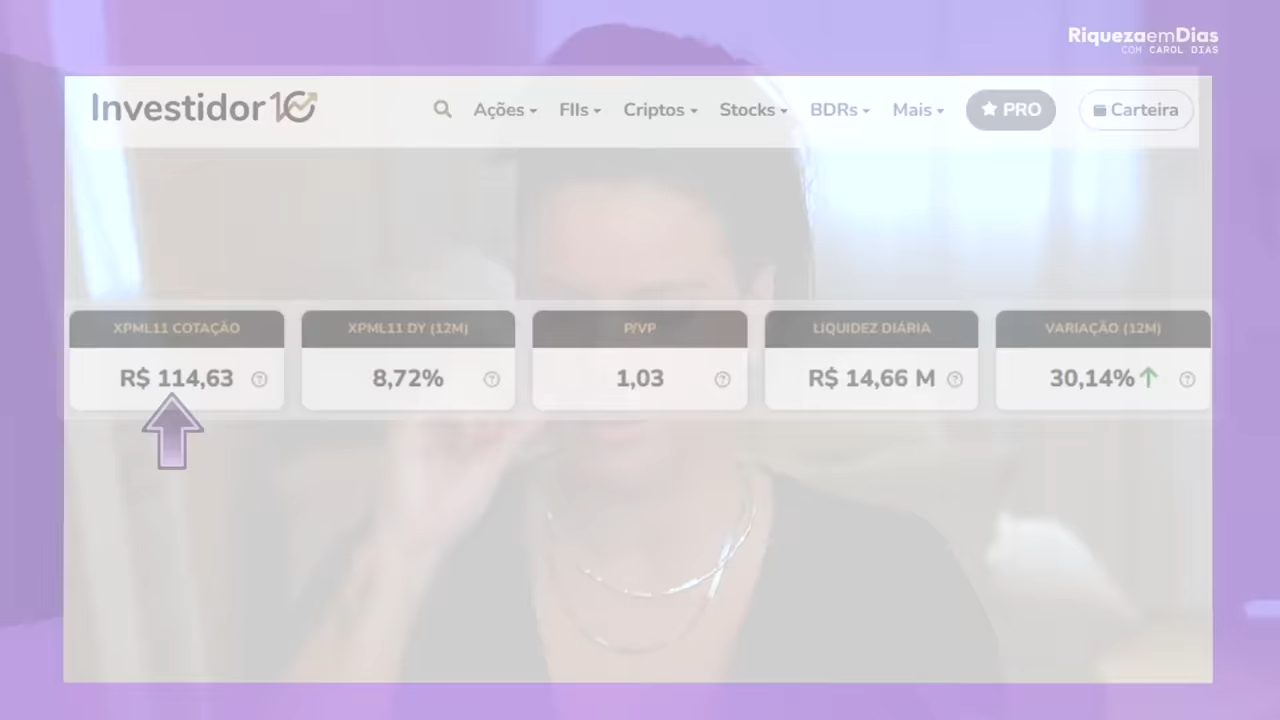 RiquezaemDias
COM CAROL DIAS
Investidor10
Ações FIIs Criptos Stocks BDRs Mais PRO Carteira
XPML11 COTAÇÃO XPML11 DY (12M) P/VP LIQUIDEZ DIÁRIA VARIAÇÃO (12M)
R$ 114,63 8,72% 1,03 R$ 14,66 M 30,14%